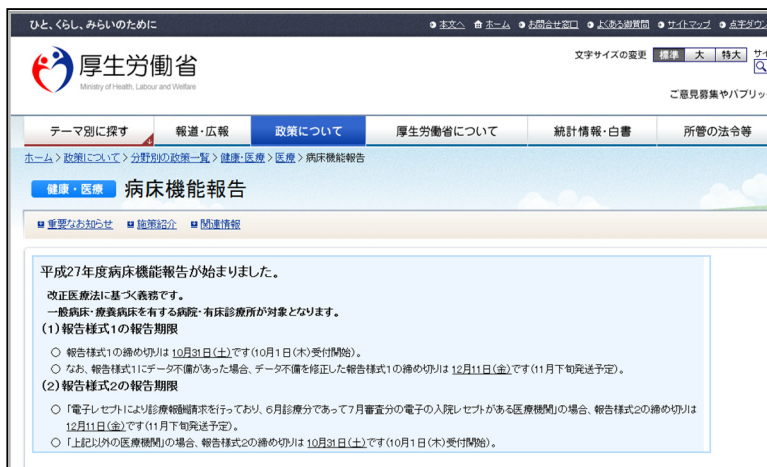 ひと、くらし、みらいのために
本文へ ホーム お問合せ窓口 よくある御質問 サイトマップ 点字ダウン
文字サイズの変更 標準 大 特大 サイ
厚生労働省
Ministry of Health, Labour and Welfare
ご意見募集やパブリッ
テーマ別に探す 報道・広報 政策について 厚生労働省について 統計情報・白書 所管の法令等
ホーム > 政策について > 分野別の政策一覧 > 健康・医療 > 医療 > 病床機能報告
健康・医療 病床機能報告
重要なお知らせ 施策紹介 関連情報
平成27年度病床機能報告が始まりました。
改正医療法に基づく義務です。
一般病床・療養病床を有する病院・有床診療所が対象となります。
(1)報告様式1の報告期限
○ 報告様式1の締め切りは 10月31日(土)です(10月1日(木)受付開始)。
○ なお、報告様式1にデータ不備があった場合、データ不備を修正した報告様式1の締め切りは 12月11日(金)です(11月下旬発送予定)。
(2)報告様式2の報告期限
○ 「電子レセプトにより診療報酬請求を行っており、6月診療分であって7月審査分の電子の入院レセプトがある医療機関」の場合、報告様式2の締め切りは
12月11日(金)です(11月下旬発送予定)。
○ 「上記以外の医療機関」の場合、報告様式2の締め切りは 10月31日(土)です(10月1日(木)受付開始)。